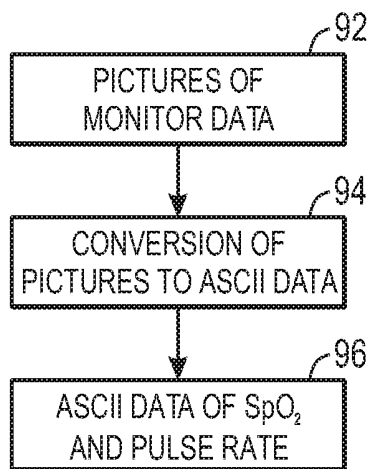 92
PICTURES OF
MONITOR DATA
94
CONVERSION OF
PICTURES TO ASCII DATA
96
ASCII DATA OF SpO₂
AND PULSE RATE